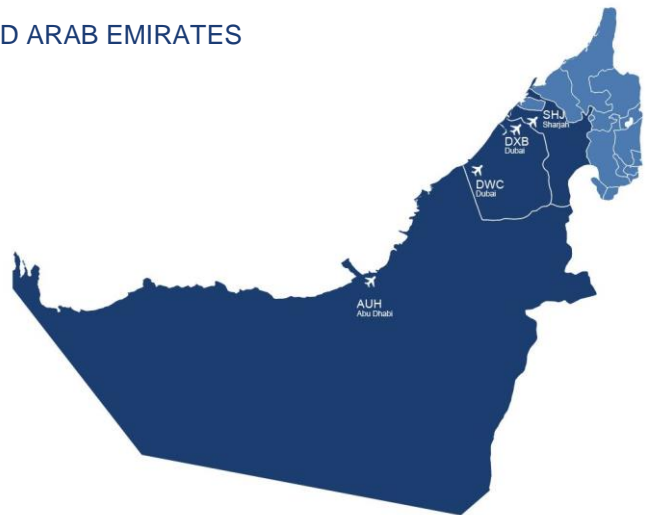 D ARAB EMIRATES
SHJ
Sharjah
DXB
Dubai
DWC
Dubai
AUH
Abu Dhabi